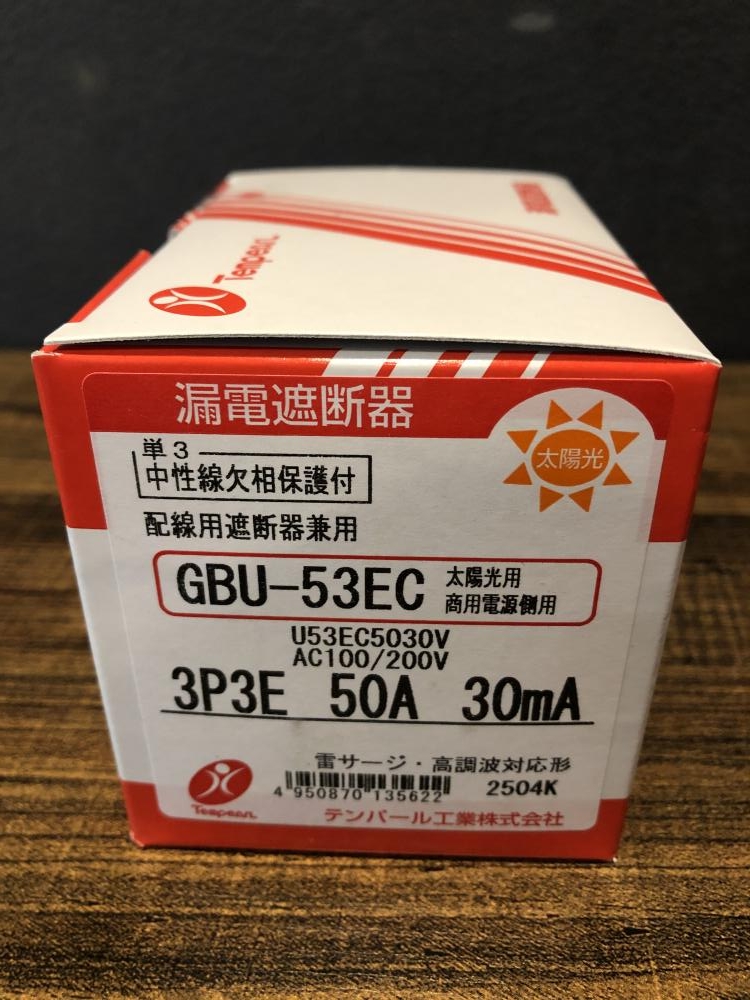 Tempearl
漏電遮断器
太陽光
単3
中性線欠相保護付
配線用遮断器兼用
GBU-53EC 太陽光用
商用電源側用
U53EC5030V
AC100/200V
3P3E 50A 30mA
雷サージ・高調波対応形
4 950870 135622 2504K
Tempearl
テンパール工業株式会社